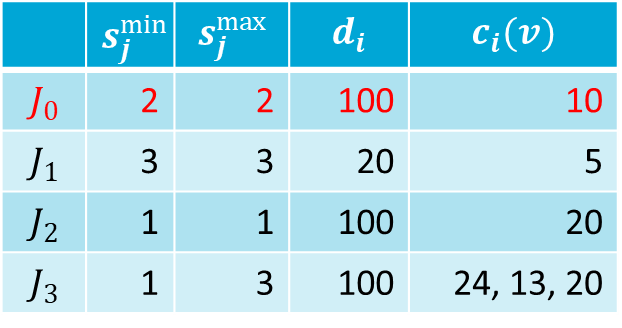 s_j^min s_j^max d_i c_i(v)
J_0 2 2 100 10
J_1 3 3 20 5
J_2 1 1 100 20
J_3 1 3 100 24, 13, 20